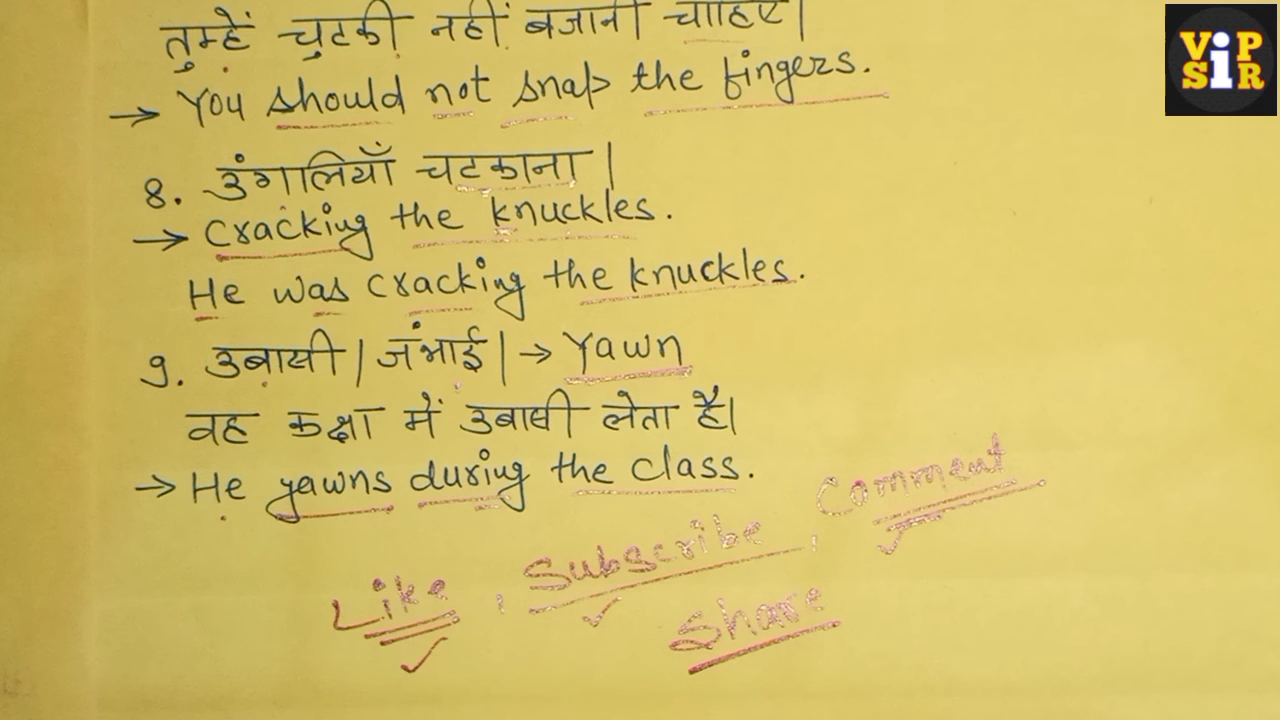 तुम्हें चुटकी नहीं बजानी चाहिए|
→ You should not snap the fingers.
8. उंगालियाँ चटकाना |
→ Cracking the knuckles.
He was cracking the knuckles.
9. उबासी | जंभाई | → Yawn
वह कक्षा में उबासी लेता है|
→ He yawns during the class.
Like, Subscribe, Comment
Share
ViP
SiR